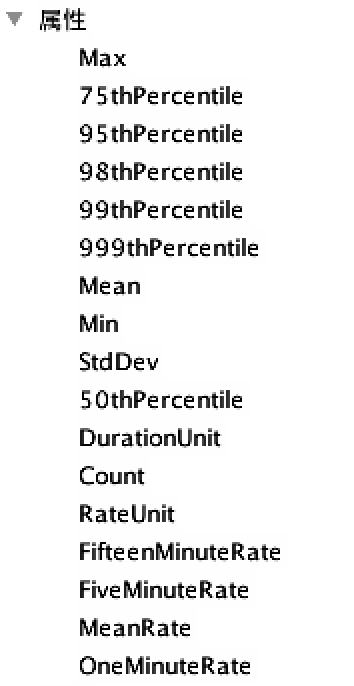 属性
Max
75thPercentile
95thPercentile
98thPercentile
99thPercentile
999thPercentile
Mean
Min
StdDev
50thPercentile
DurationUnit
Count
RateUnit
FifteenMinuteRate
FiveMinuteRate
MeanRate
OneMinuteRate